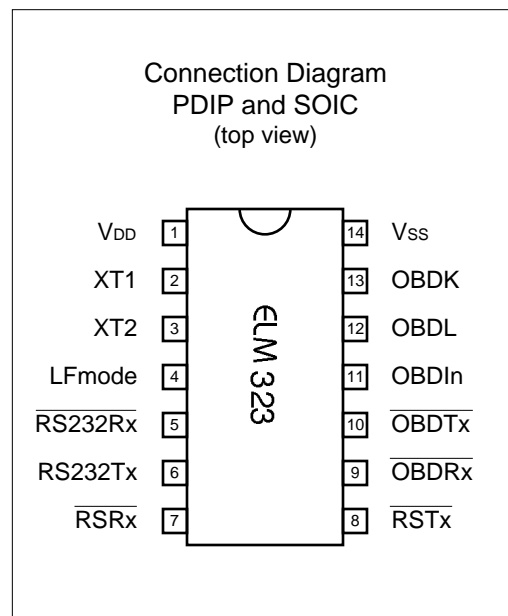 Connection Diagram
PDIP and SOIC
(top view)
VDD 1 14 VSS
XT1 2 13 OBDK
XT2 3 12 OBDL
LFmode 4 11 OBDIn
RS232Rx 5 10 OBDTx
RS232Tx 6 9 OBDRx
RSRx 7 8 RSTx
ELM 323